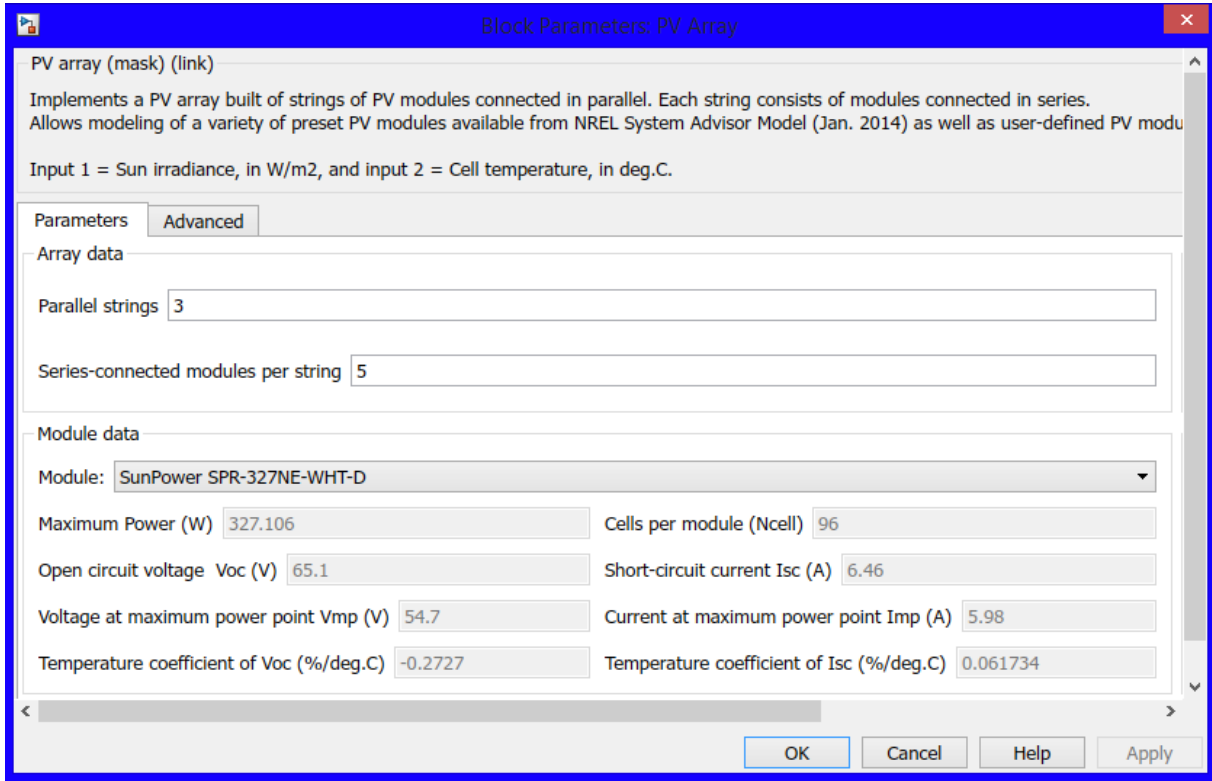 Block Parameters: PV Array
PV array (mask) (link)
Implements a PV array built of strings of PV modules connected in parallel. Each string consists of modules connected in series.
Allows modeling of a variety of preset PV modules available from NREL System Advisor Model (Jan. 2014) as well as user-defined PV modu
Input 1 = Sun irradiance, in W/m2, and input 2 = Cell temperature, in deg.C.
Parameters Advanced
Array data
Parallel strings 3
Series-connected modules per string 5
Module data
Module: SunPower SPR-327NE-WHT-D
Maximum Power (W) 327.106 Cells per module (Ncell) 96
Open circuit voltage Voc (V) 65.1 Short-circuit current Isc (A) 6.46
Voltage at maximum power point Vmp (V) 54.7 Current at maximum power point Imp (A) 5.98
Temperature coefficient of Voc (%/deg.C) -0.2727 Temperature coefficient of Isc (%/deg.C) 0.061734
OK Cancel Help Apply